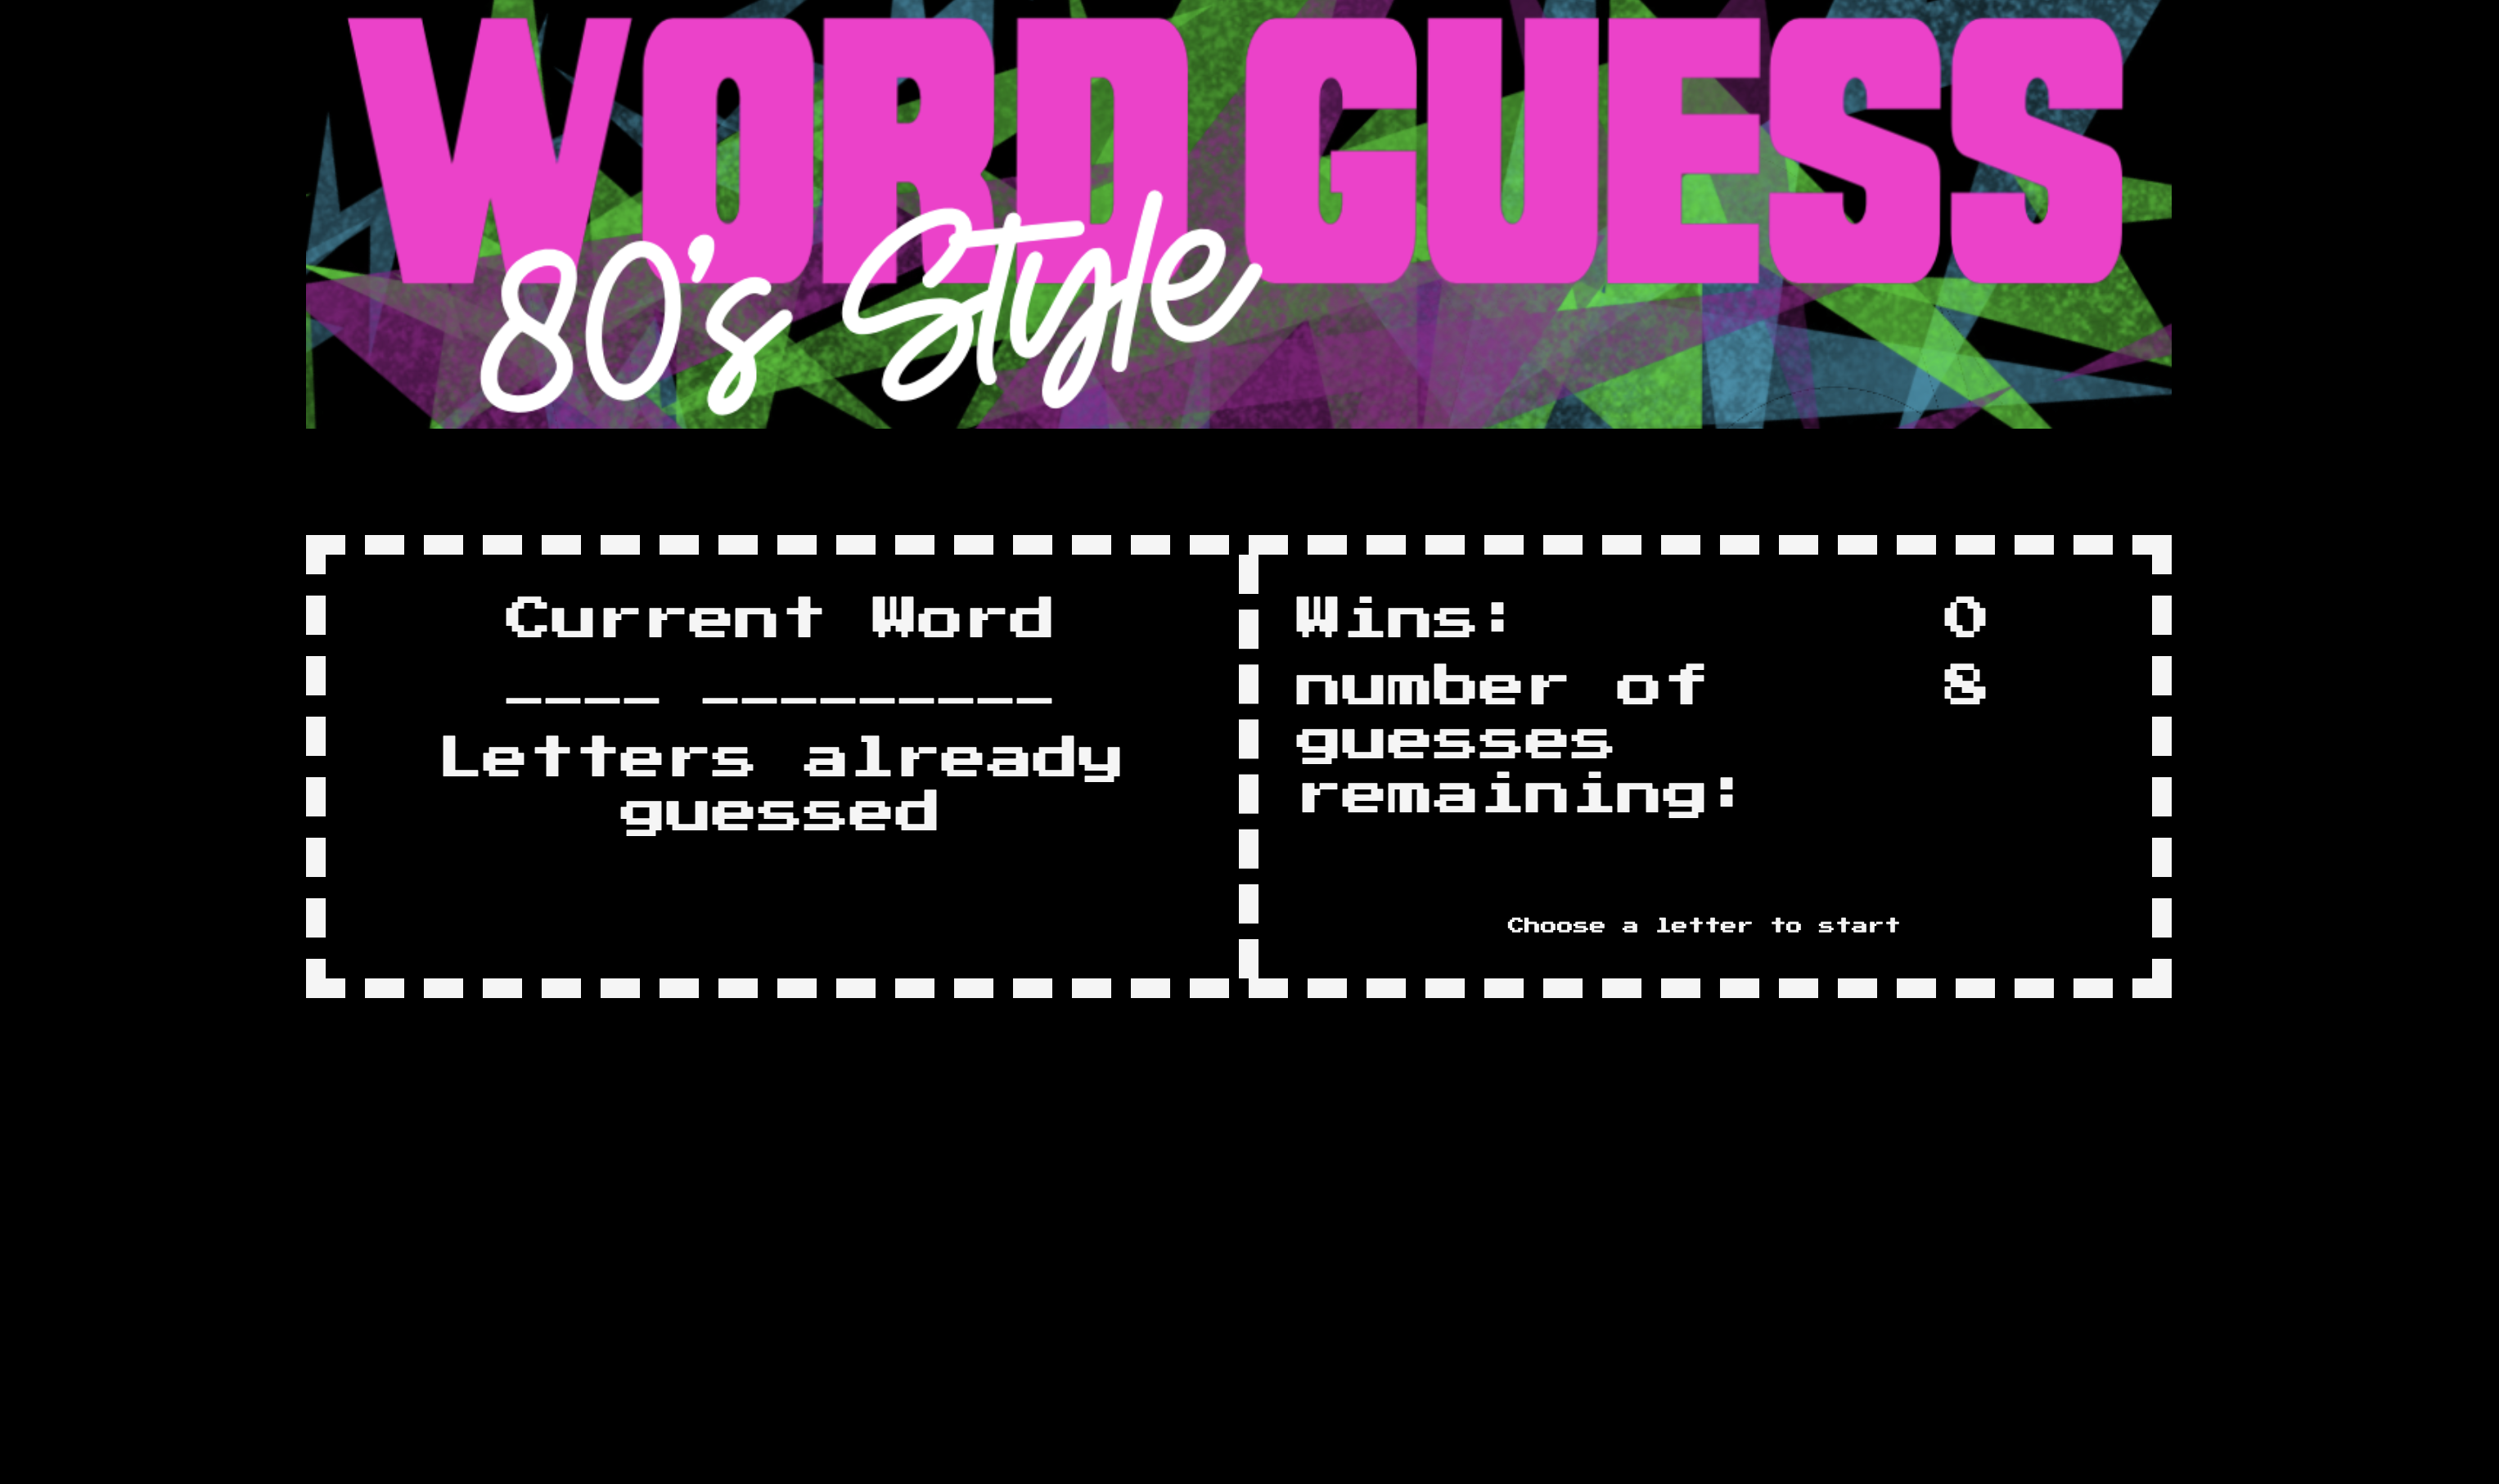 WORD GUESS
80's Style
Current Word
____ _________
Letters already
guessed
Wins: 0
number of 8
guesses
remaining:
Choose a letter to start